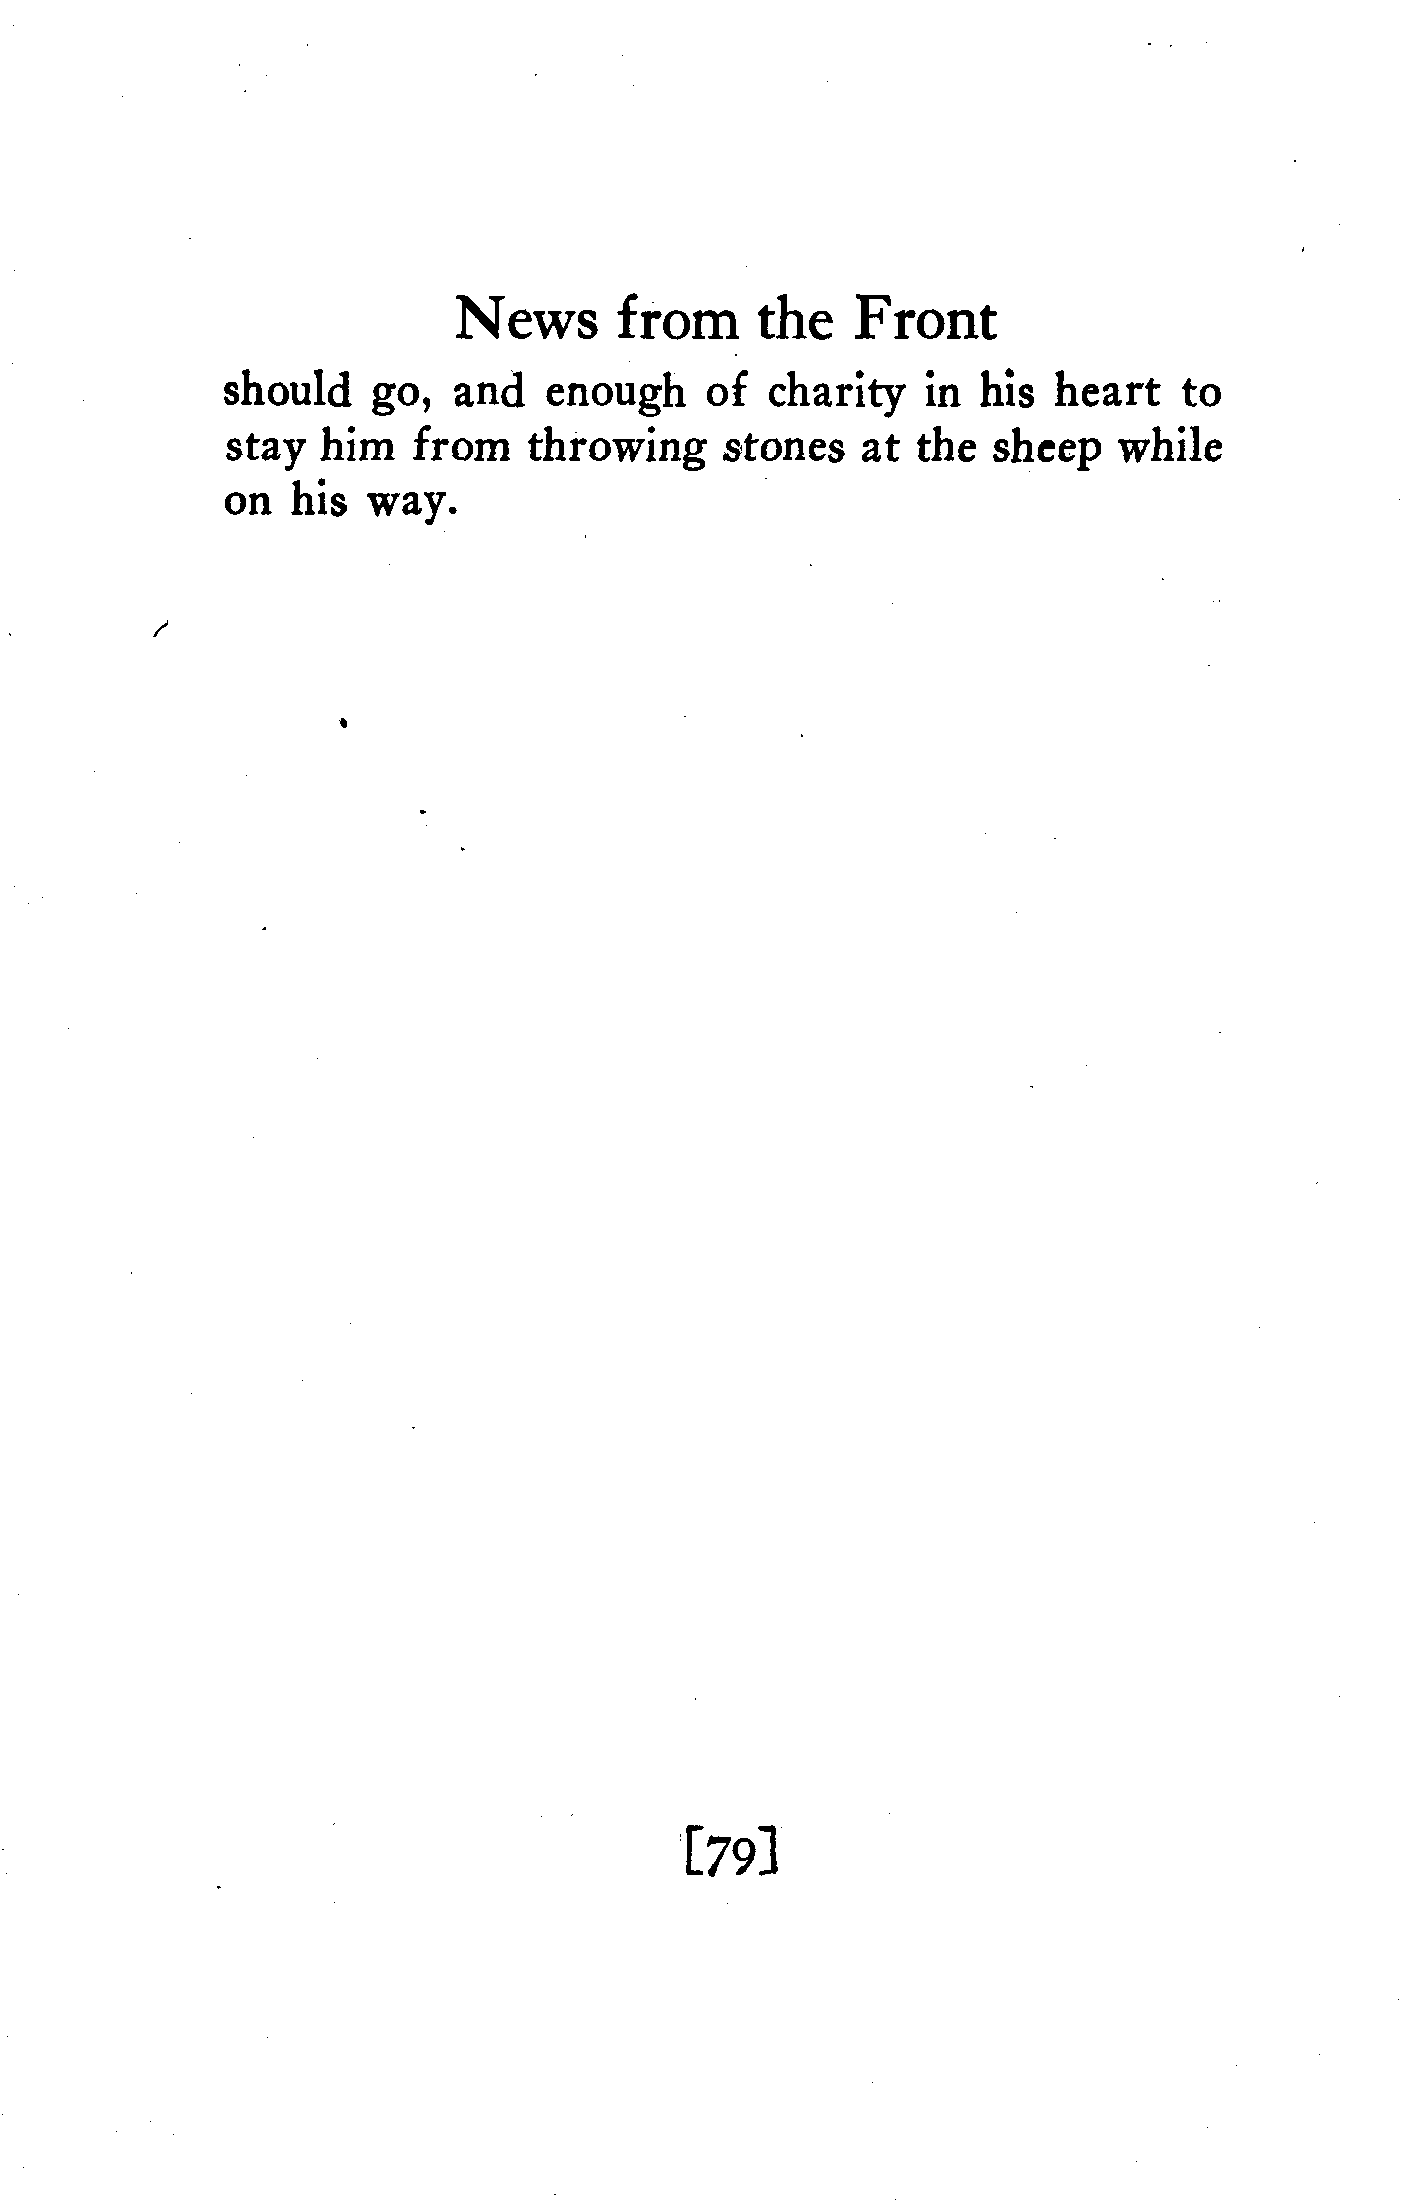 News from the Front
should go, and enough of charity in his heart to
stay him from throwing stones at the sheep while
on his way.
[79]